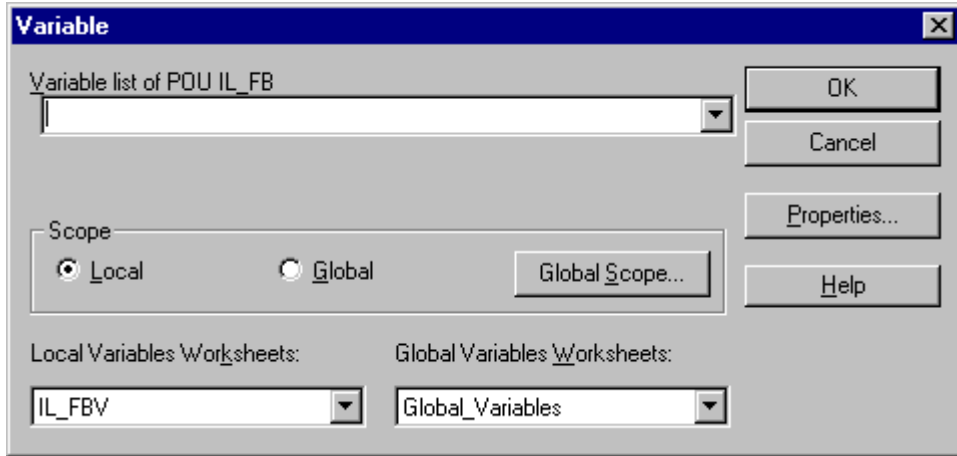 Variable
Variable list of POU IL_FB
OK
Cancel
Properties...
Scope
Local
Global
Global Scope...
Help
Local Variables Worksheets:
Global Variables Worksheets:
IL_FBV
Global_Variables